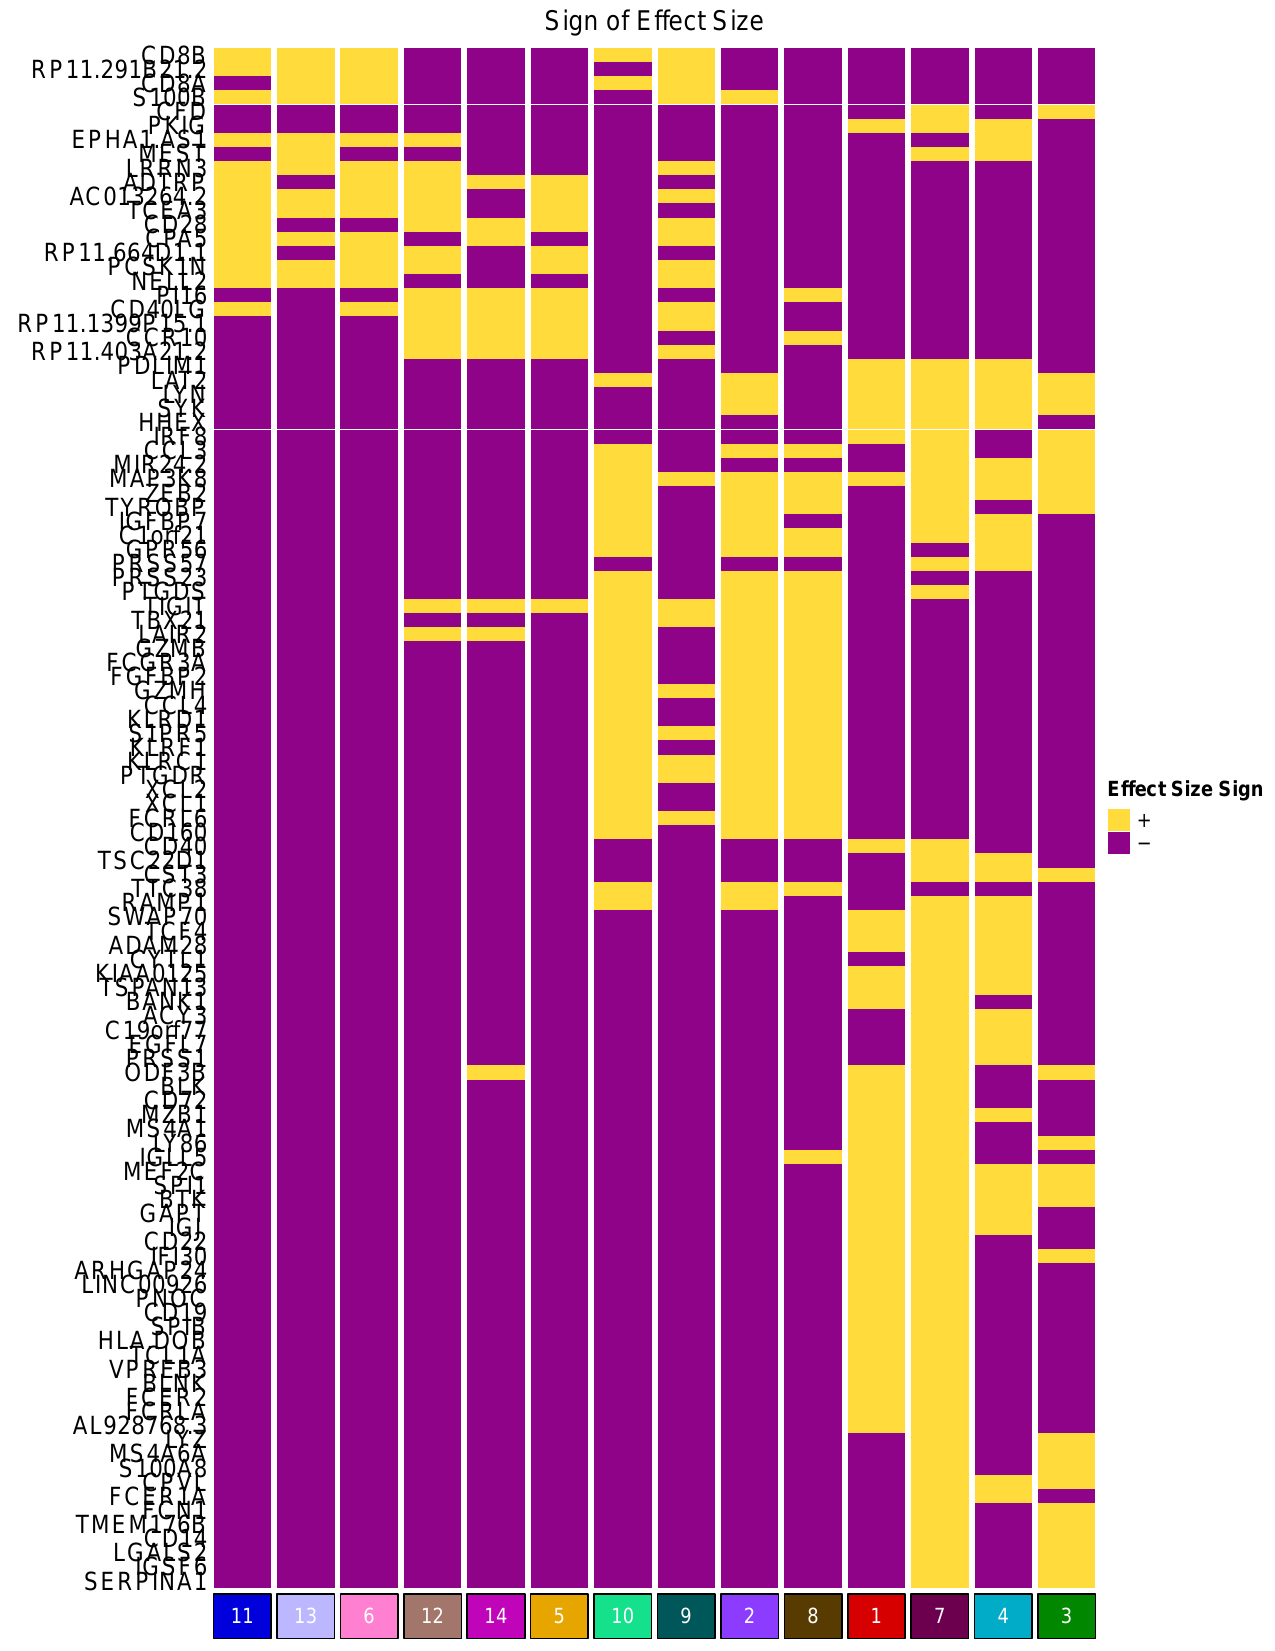 Sign of Effect Size
CD8B
RP11.291B21.2
CD8A
S100B
CFD
PKIG
EPHA1.AS1
MEST
LRRN3
ADTRP
AC013264.2
TCEA3
CD28
CPA5
RP11.664D1.1
PCSK1N
NELL2
PI16
CD40LG
RP11.1399P15.1
CCR10
RP11.403A21.2
PDLIM1
LAT2
LYN
SYK
HHEX
IRF8
CCL3
MIR24.2
MAP3K8
ZEB2
TYROBP
IGFBP7
C1orf21
GPR56
PRSS57
PRSS23
PTGDS
TIGIT
TBX21
LAIR2
GZMB
FCGR3A
FGFBP2
GZMH
CCL4
KLRD1
S1PR5
KLRF1
KLRC1
PTGDR
XCL2
XCL1
FCRL6
CD160
CD40
TSC22D1
CST3
TTC38
RAMP1
SWAP70
TCF4
ADAM28
CYTL1
KIAA0125
TSPAN13
BANK1
ACY3
C19orf77
EGFL7
PRSS1
ODF3B
BLK
CD72
MZB1
MS4A1
LY86
IGLL5
MEF2C
SPI1
BTK
GAPT
IGJ
CD22
IFI30
ARHGAP24
LINC00926
PNOC
CD19
SPIB
HLA.DOB
TCL1A
VPREB3
BLNK
FCER2
FCRLA
AL928768.3
LYZ
MS4A6A
S100A8
CPVL
FCER1A
FCN1
TMEM176B
CD14
LGALS2
IGSF6
SERPINA1
Effect Size Sign
+
−
11 13 6 12 14 5 10 9 2 8 1 7 4 3